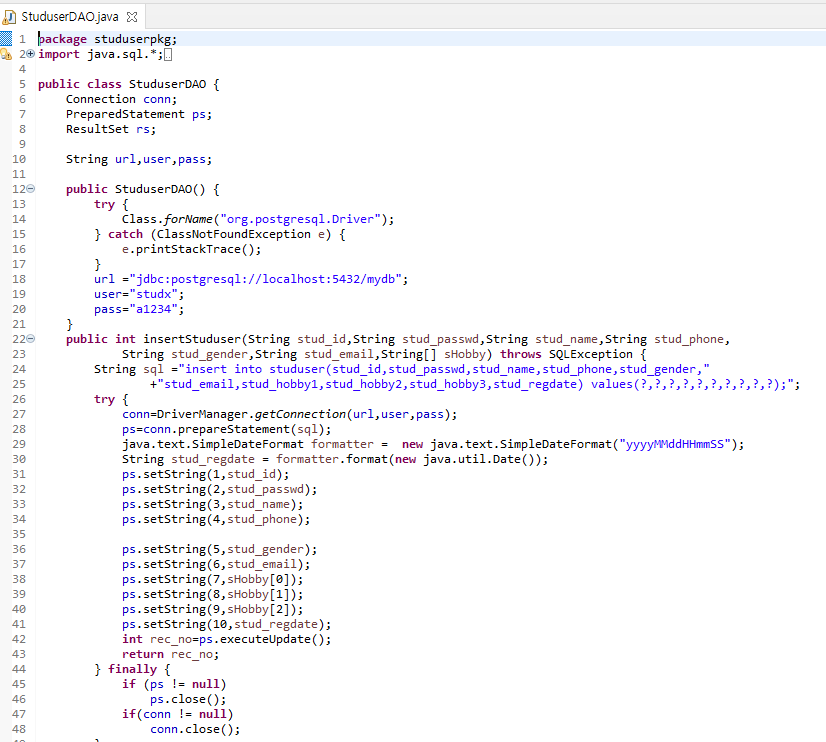 StuduserDAO.java
1 package studuserpkg;
2 import java.sql.*;
4
5 public class StuduserDAO {
6     Connection conn;
7     PreparedStatement ps;
8     ResultSet rs;
9
10     String url,user,pass;
11
12     public StuduserDAO() {
13         try {
14             Class.forName("org.postgresql.Driver");
15         } catch (ClassNotFoundException e) {
16             e.printStackTrace();
17         }
18         url ="jdbc:postgresql://localhost:5432/mydb";
19         user="studx";
20         pass="a1234";
21     }
22     public int insertStuduser(String stud_id,String stud_passwd,String stud_name,String stud_phone,
23             String stud_gender,String stud_email,String[] sHobby) throws SQLException {
24         String sql ="insert into studuser(stud_id,stud_passwd,stud_name,stud_phone,stud_gender,"
25                 +"stud_email,stud_hobby1,stud_hobby2,stud_hobby3,stud_regdate) values(?,?,?,?,?,?,?,?,?,?);";
26         try {
27             conn=DriverManager.getConnection(url,user,pass);
28             ps=conn.prepareStatement(sql);
29             java.text.SimpleDateFormat formatter =  new java.text.SimpleDateFormat("yyyyMMddHHmmSS");
30             String stud_regdate = formatter.format(new java.util.Date());
31             ps.setString(1,stud_id);
32             ps.setString(2,stud_passwd);
33             ps.setString(3,stud_name);
34             ps.setString(4,stud_phone);
35
36             ps.setString(5,stud_gender);
37             ps.setString(6,stud_email);
38             ps.setString(7,sHobby[0]);
39             ps.setString(8,sHobby[1]);
40             ps.setString(9,sHobby[2]);
41             ps.setString(10,stud_regdate);
42             int rec_no=ps.executeUpdate();
43             return rec_no;
44         } finally {
45             if (ps != null)
46                 ps.close();
47             if(conn != null)
48                 conn.close();